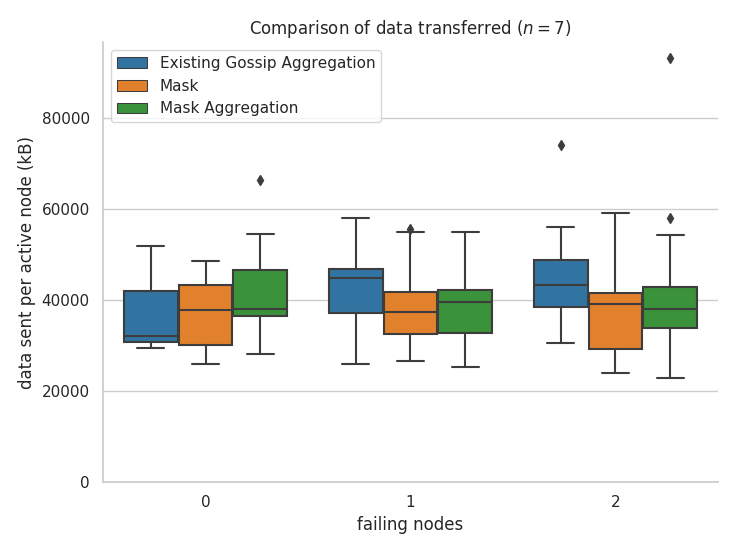 Comparison of data transferred (n = 7)
Existing Gossip Aggregation
Mask
Mask Aggregation
data sent per active node (kB)
80000
60000
40000
20000
0
0 1 2
failing nodes